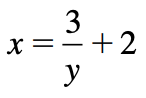 x = 3/y + 2